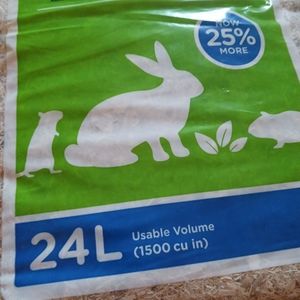 NOW
25%
MORE
24L
Usable Volume
(1500 cu in)